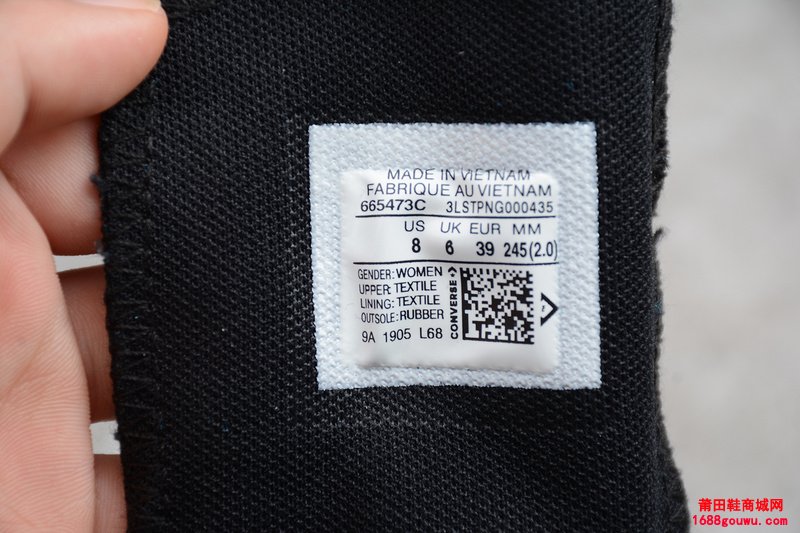 MADE IN VIETNAM
FABRIQUE AU VIETNAM
665473C 3LSTPNG000435
US UK EUR MM
8 6 39 245(2.0)
GENDER: WOMEN
UPPER: TEXTILE
LINING: TEXTILE
OUTSOLE: RUBBER
9A 1905 L68
CONVERSE
莆田鞋商城网
1688gouwu.com